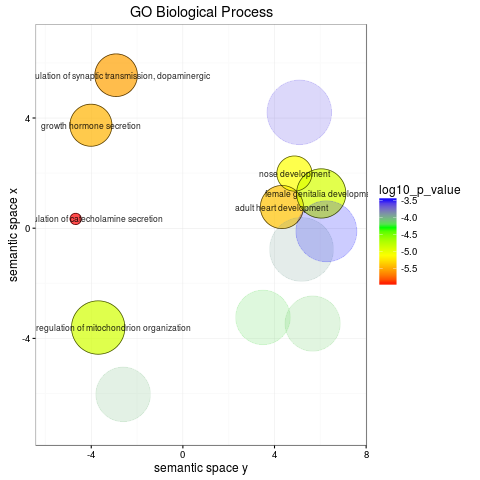 GO Biological Process
ulation of synaptic transmission, dopaminergic
growth hormone secretion
nose development
female genitalia developm
adult heart development
ulation of catecholamine secretion
regulation of mitochondrion organization
4
0
-4
-4
0
4
8
semantic space x
semantic space y
log10_p_value
-3.5
-4.0
-4.5
-5.0
-5.5